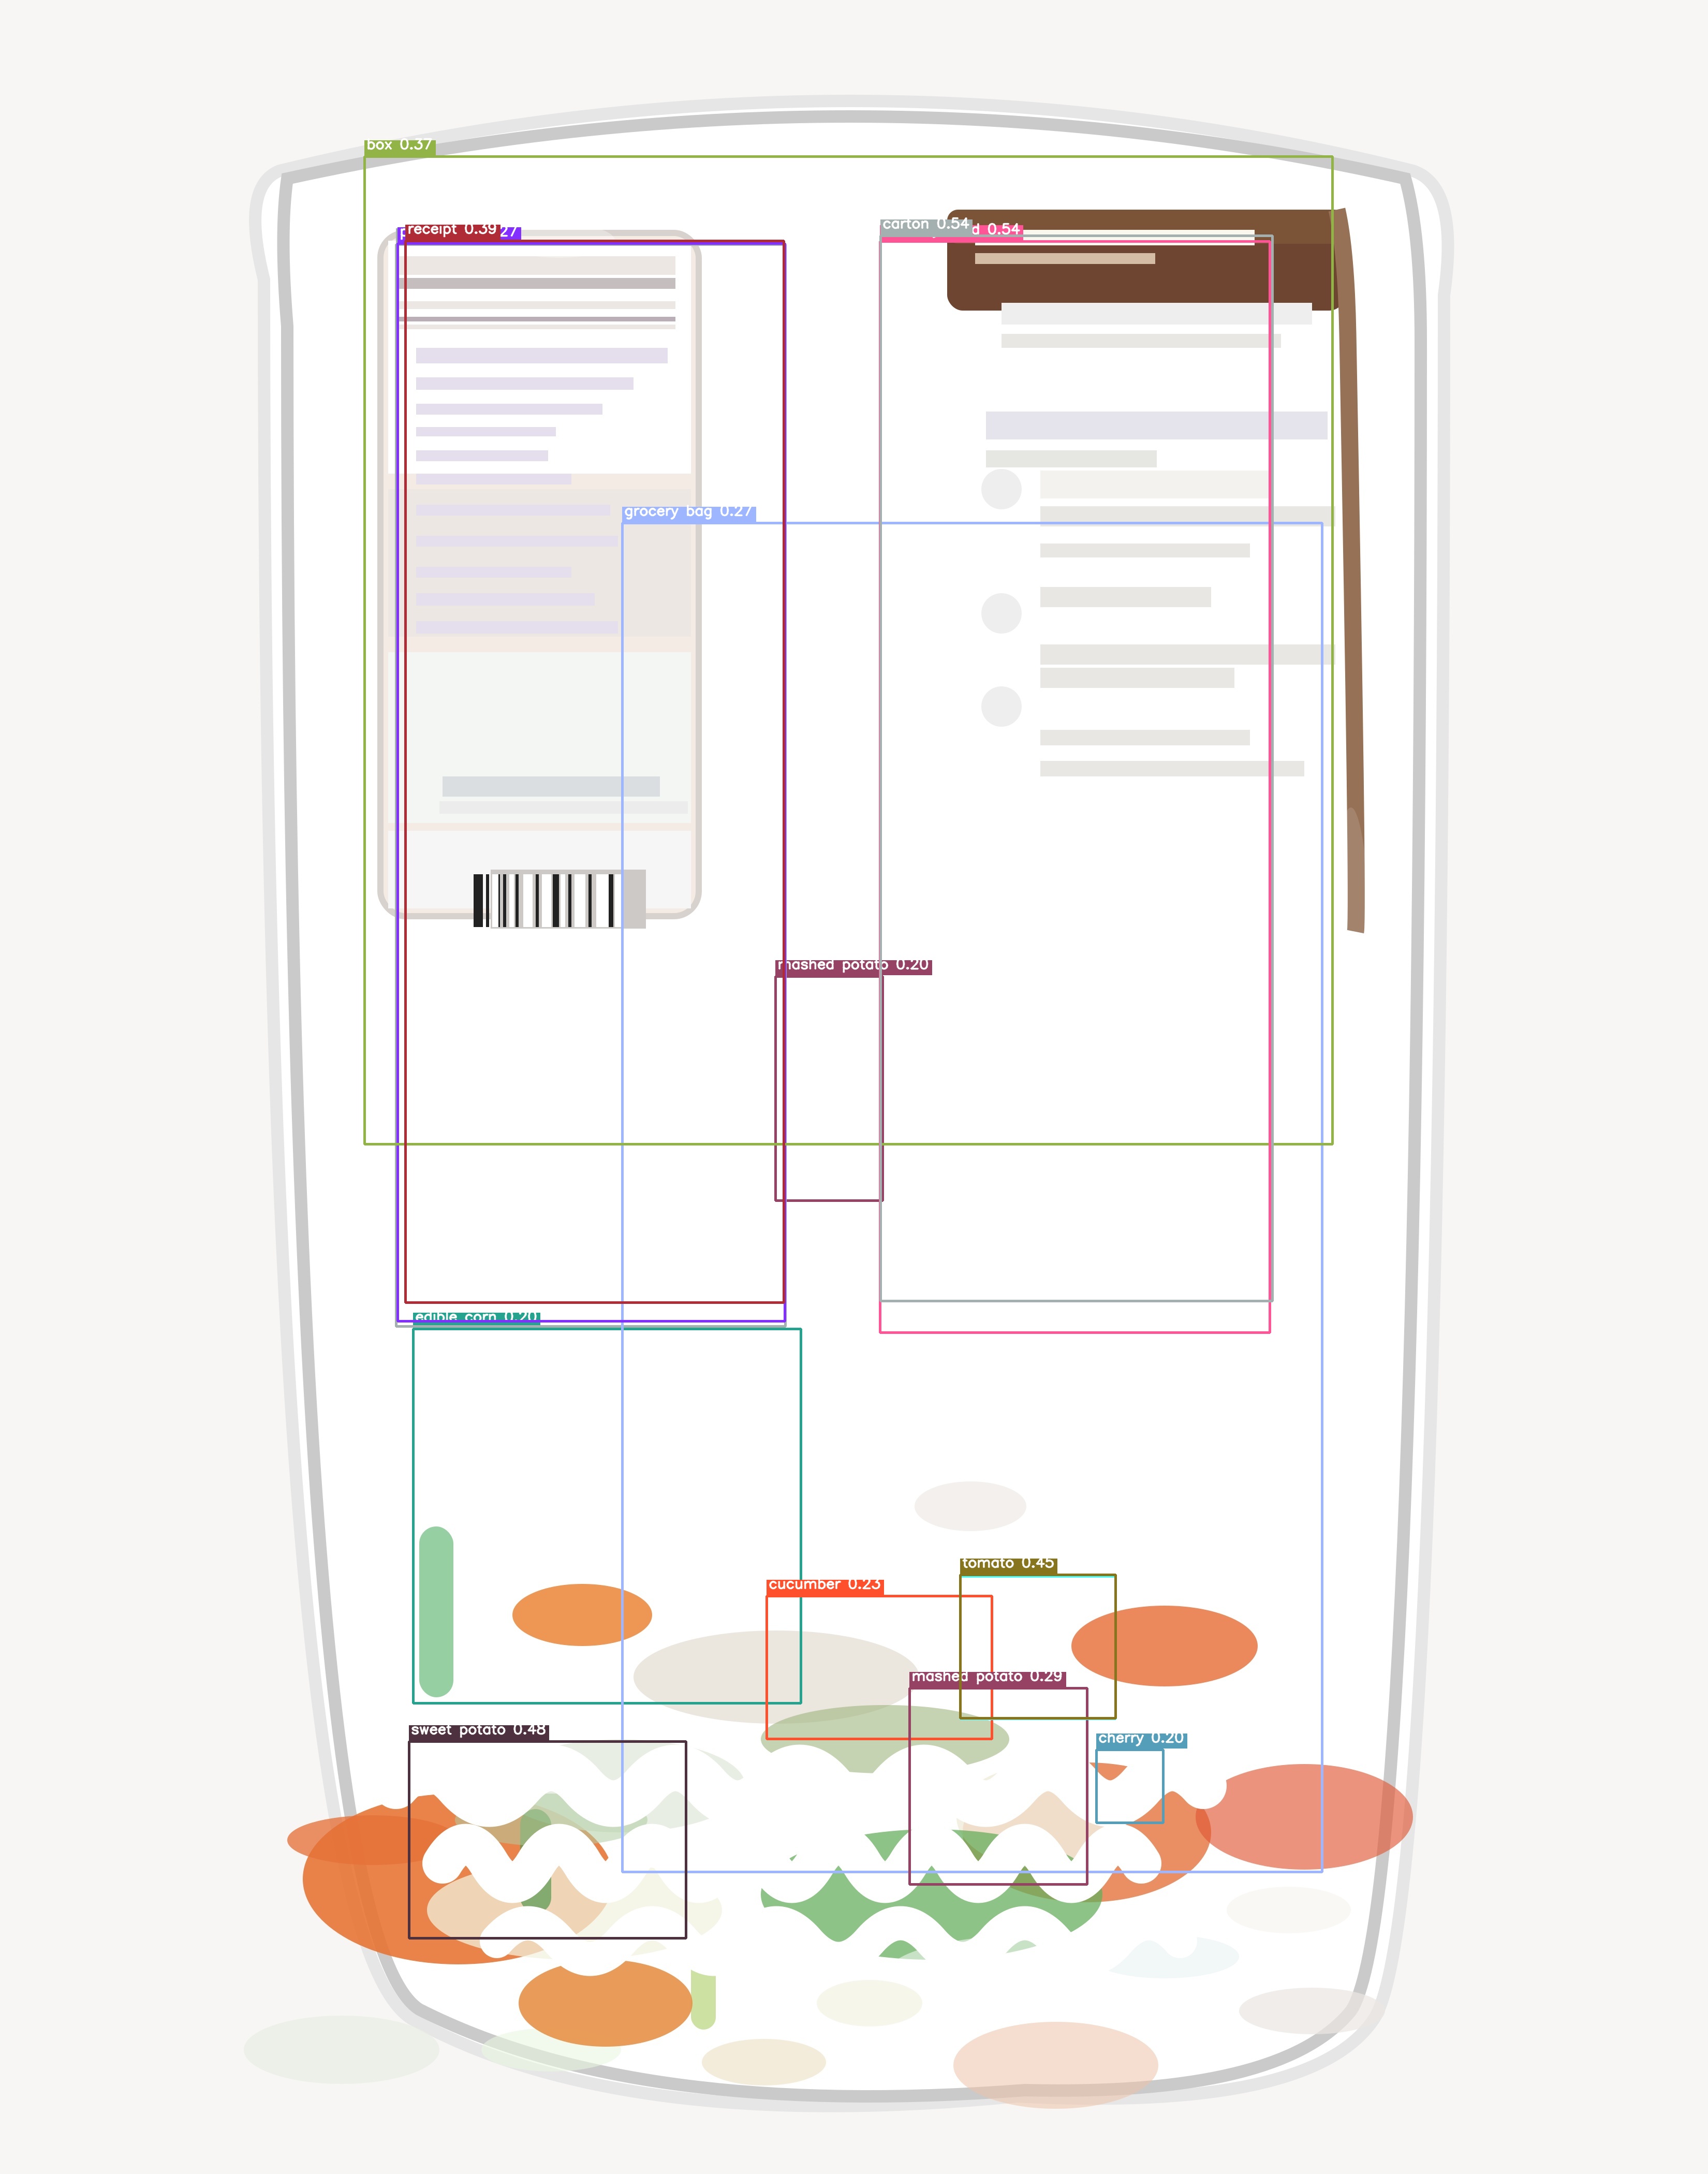 box 0.37
receipt 0.39
27
carton 0.54
d 0.54
grocery bag 0.27
mashed potato 0.20
edible corn 0.20
tomato 0.45
cucumber 0.23
mashed potato 0.29
sweet potato 0.48
cherry 0.20